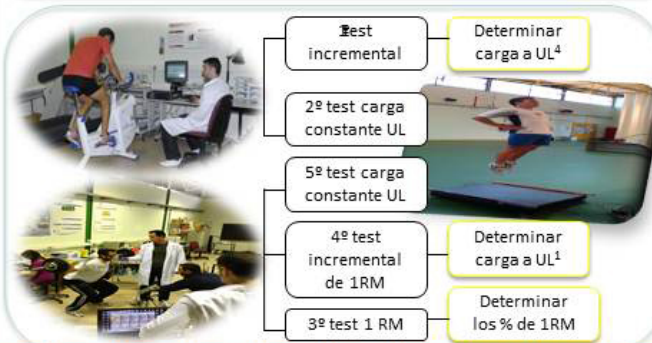 test
incremental
Determinar
carga a UL⁴
2º test carga
constante UL
5º test carga
constante UL
4º test
incremental
de 1RM
Determinar
carga a UL¹
3º test 1 RM
Determinar
los % de 1RM